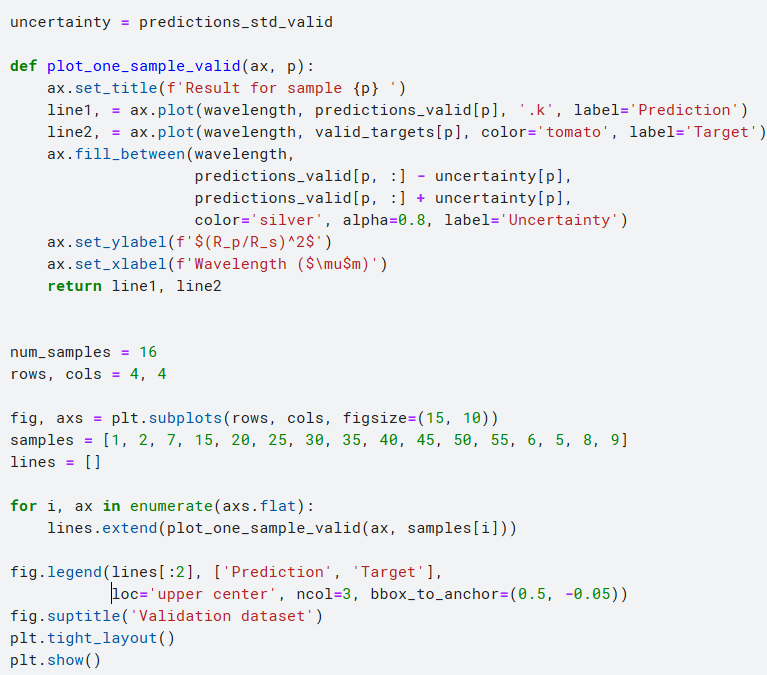 uncertainty = predictions_std_valid

def plot_one_sample_valid(ax, p):
    ax.set_title(f'Result for sample {p} ')
    line1, = ax.plot(wavelength, predictions_valid[p], '.k', label='Prediction')
    line2, = ax.plot(wavelength, valid_targets[p], color='tomato', label='Target')
    ax.fill_between(wavelength,
                    predictions_valid[p, :] - uncertainty[p],
                    predictions_valid[p, :] + uncertainty[p],
                    color='silver', alpha=0.8, label='Uncertainty')
    ax.set_ylabel(f'$(R_p/R_s)^2$')
    ax.set_xlabel(f'Wavelength ($\mu$m)')
    return line1, line2


num_samples = 16
rows, cols = 4, 4

fig, axs = plt.subplots(rows, cols, figsize=(15, 10))
samples = [1, 2, 7, 15, 20, 25, 30, 35, 40, 45, 50, 55, 6, 5, 8, 9]
lines = []

for i, ax in enumerate(axs.flat):
    lines.extend(plot_one_sample_valid(ax, samples[i]))

fig.legend(lines[:2], ['Prediction', 'Target'],
           loc='upper center', ncol=3, bbox_to_anchor=(0.5, -0.05))
fig.suptitle('Validation dataset')
plt.tight_layout()
plt.show()